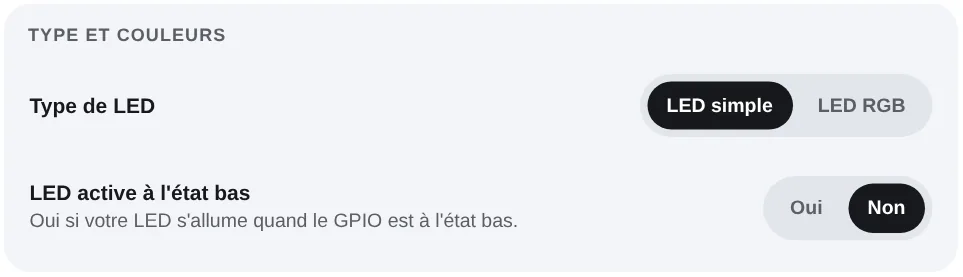 TYPE ET COULEURS
Type de LED
LED simple
LED RGB
LED active à l'état bas
Oui si votre LED s'allume quand le GPIO est à l'état bas.
Oui
Non